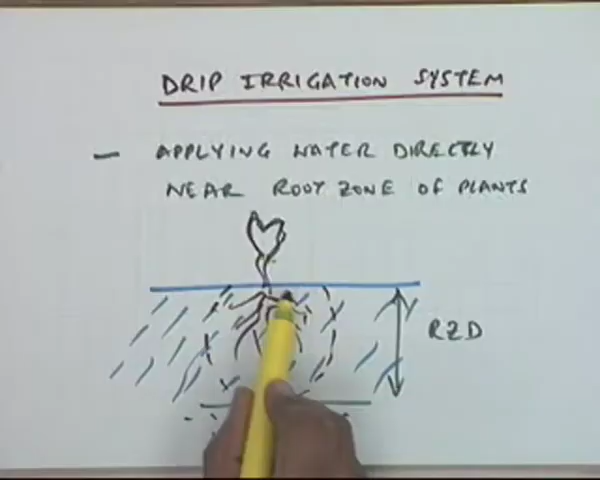 DRIP IRRIGATION SYSTEM
— APPLYING WATER DIRECTLY
NEAR ROOT ZONE OF PLANTS
RZD